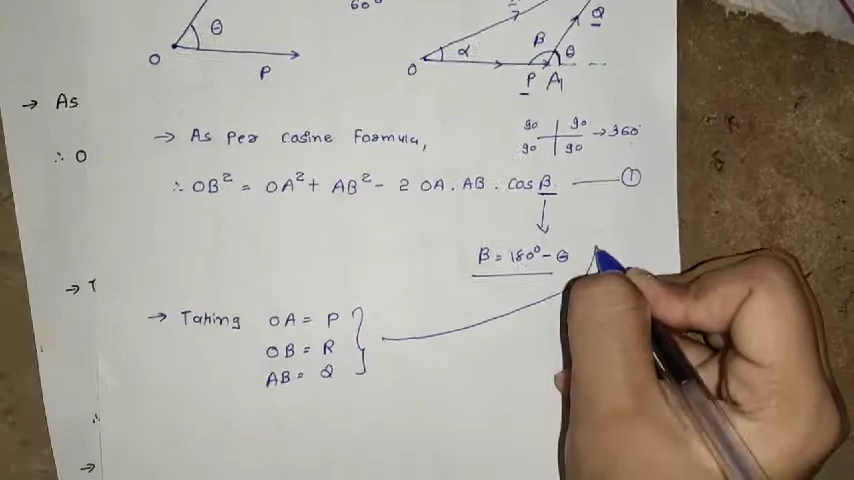 60°
θ
O
P
Q
β
α
θ
O
P A
→ As
→ As Per Cosine Formula,
90 90
90 90
→ 360°
∴ O
∴ OB² = OA² + AB² - 2 OA . AB . Cos β — ①
β = 180° - θ
→ T
→ Taking OA = P
OB = R
AB = Q
∴
→